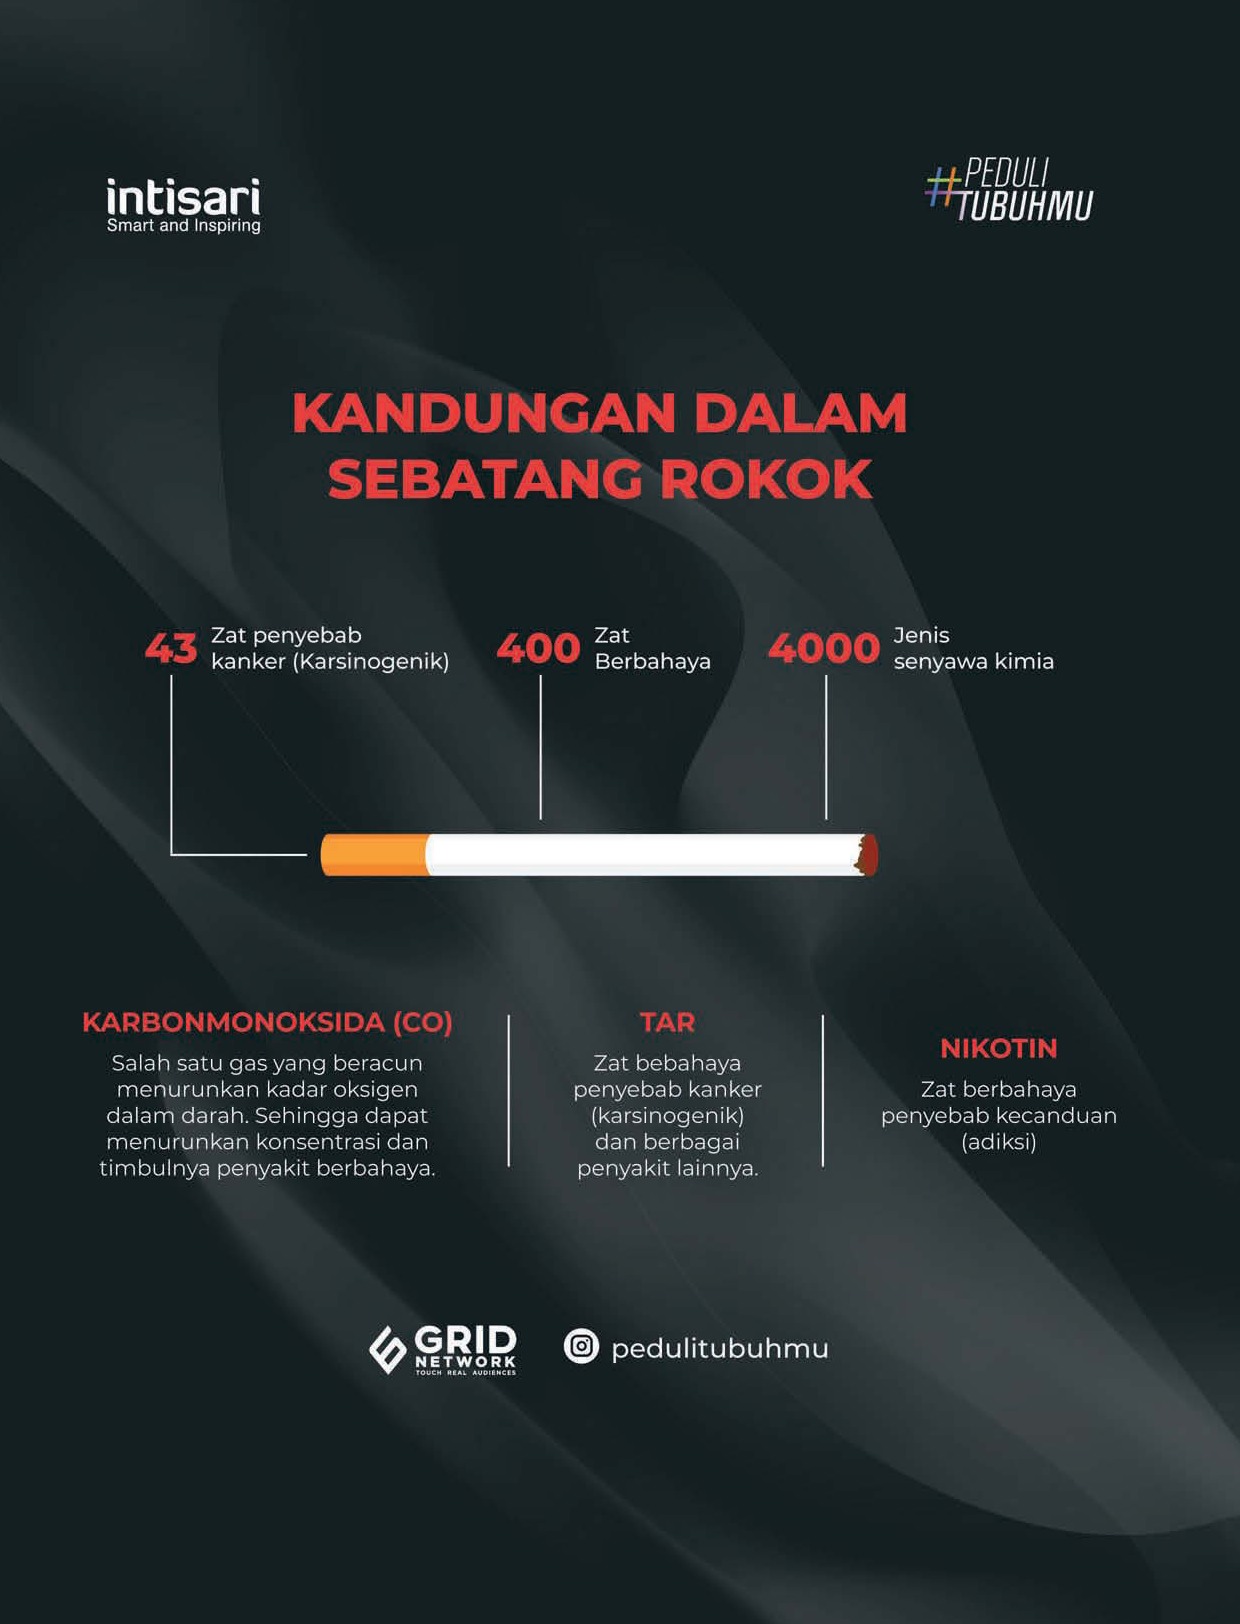 intisari
Smart and Inspiring
#PEDULI
TUBUHMU
KANDUNGAN DALAM
SEBATANG ROKOK
43 Zat penyebab
kanker (Karsinogenik)
400 Zat
Berbahaya
4000 Jenis
senyawa kimia
KARBONMONOKSIDA (CO)
Salah satu gas yang beracun
menurunkan kadar oksigen
dalam darah. Sehingga dapat
menurunkan konsentrasi dan
timbulnya penyakit berbahaya.
TAR
Zat bebahaya
penyebab kanker
(karsinogenik)
dan berbagai
penyakit lainnya.
NIKOTIN
Zat berbahaya
penyebab kecanduan
(adiksi)
GRID
NETWORK
TOUCH REAL AUDIENCES
pedulitubuhmu